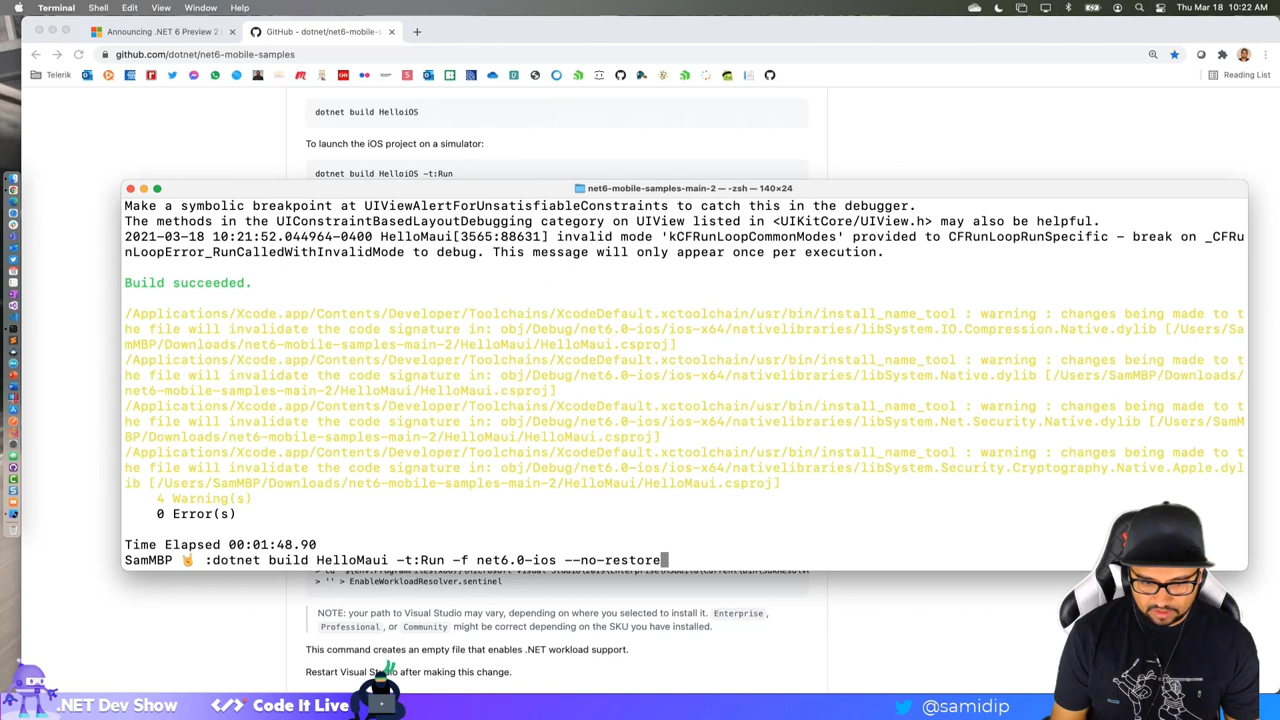 Terminal Shell Edit View Window Help Thu Mar 18 10:22 AM
Announcing .NET 6 Preview 2 GitHub - dotnet/net6-mobile-s
github.com/dotnet/net6-mobile-samples
Telerik Reading List
dotnet build HelloiOS
To launch the iOS project on a simulator:
dotnet build HelloiOS -t:Run
net6-mobile-samples-main-2 — -zsh — 140×24
Make a symbolic breakpoint at UIViewAlertForUnsatisfiableConstraints to catch this in the debugger.
The methods in the UIConstraintBasedLayoutDebugging category on UIView listed in <UIKitCore/UIView.h> may also be helpful.
2021-03-18 10:21:52.044964-0400 HelloMaui[3565:88631] invalid mode 'kCFRunLoopCommonModes' provided to CFRunLoopRunSpecific - break on _CFRu
nLoopError_RunCalledWithInvalidMode to debug. This message will only appear once per execution.
Build succeeded.
/Applications/Xcode.app/Contents/Developer/Toolchains/XcodeDefault.xctoolchain/usr/bin/install_name_tool : warning : changes being made to t
he file will invalidate the code signature in: obj/Debug/net6.0-ios/ios-x64/nativelibraries/libSystem.IO.Compression.Native.dylib [/Users/Sa
mMBP/Downloads/net6-mobile-samples-main-2/HelloMaui/HelloMaui.csproj]
/Applications/Xcode.app/Contents/Developer/Toolchains/XcodeDefault.xctoolchain/usr/bin/install_name_tool : warning : changes being made to t
he file will invalidate the code signature in: obj/Debug/net6.0-ios/ios-x64/nativelibraries/libSystem.Native.dylib [/Users/SamMBP/Downloads/
net6-mobile-samples-main-2/HelloMaui/HelloMaui.csproj]
/Applications/Xcode.app/Contents/Developer/Toolchains/XcodeDefault.xctoolchain/usr/bin/install_name_tool : warning : changes being made to t
he file will invalidate the code signature in: obj/Debug/net6.0-ios/ios-x64/nativelibraries/libSystem.Net.Security.Native.dylib [/Users/SamM
BP/Downloads/net6-mobile-samples-main-2/HelloMaui/HelloMaui.csproj]
/Applications/Xcode.app/Contents/Developer/Toolchains/XcodeDefault.xctoolchain/usr/bin/install_name_tool : warning : changes being made to t
he file will invalidate the code signature in: obj/Debug/net6.0-ios/ios-x64/nativelibraries/libSystem.Security.Cryptography.Native.Apple.dyl
ib [/Users/SamMBP/Downloads/net6-mobile-samples-main-2/HelloMaui/HelloMaui.csproj]
4 Warning(s)
0 Error(s)
Time Elapsed 00:01:48.90
SamMBP 🤘 :dotnet build HelloMaui -t:Run -f net6.0-ios --no-restore
> '' > EnableWorkloadResolver.sentinel
NOTE: your path to Visual Studio may vary, depending on where you selected to install it. Enterprise ,
Professional , or Community might be correct depending on the SKU you have installed.
This command creates an empty file that enables .NET workload support.
Restart Visual Studio after making this change.
.NET Dev Show </> Code It Live @samidip